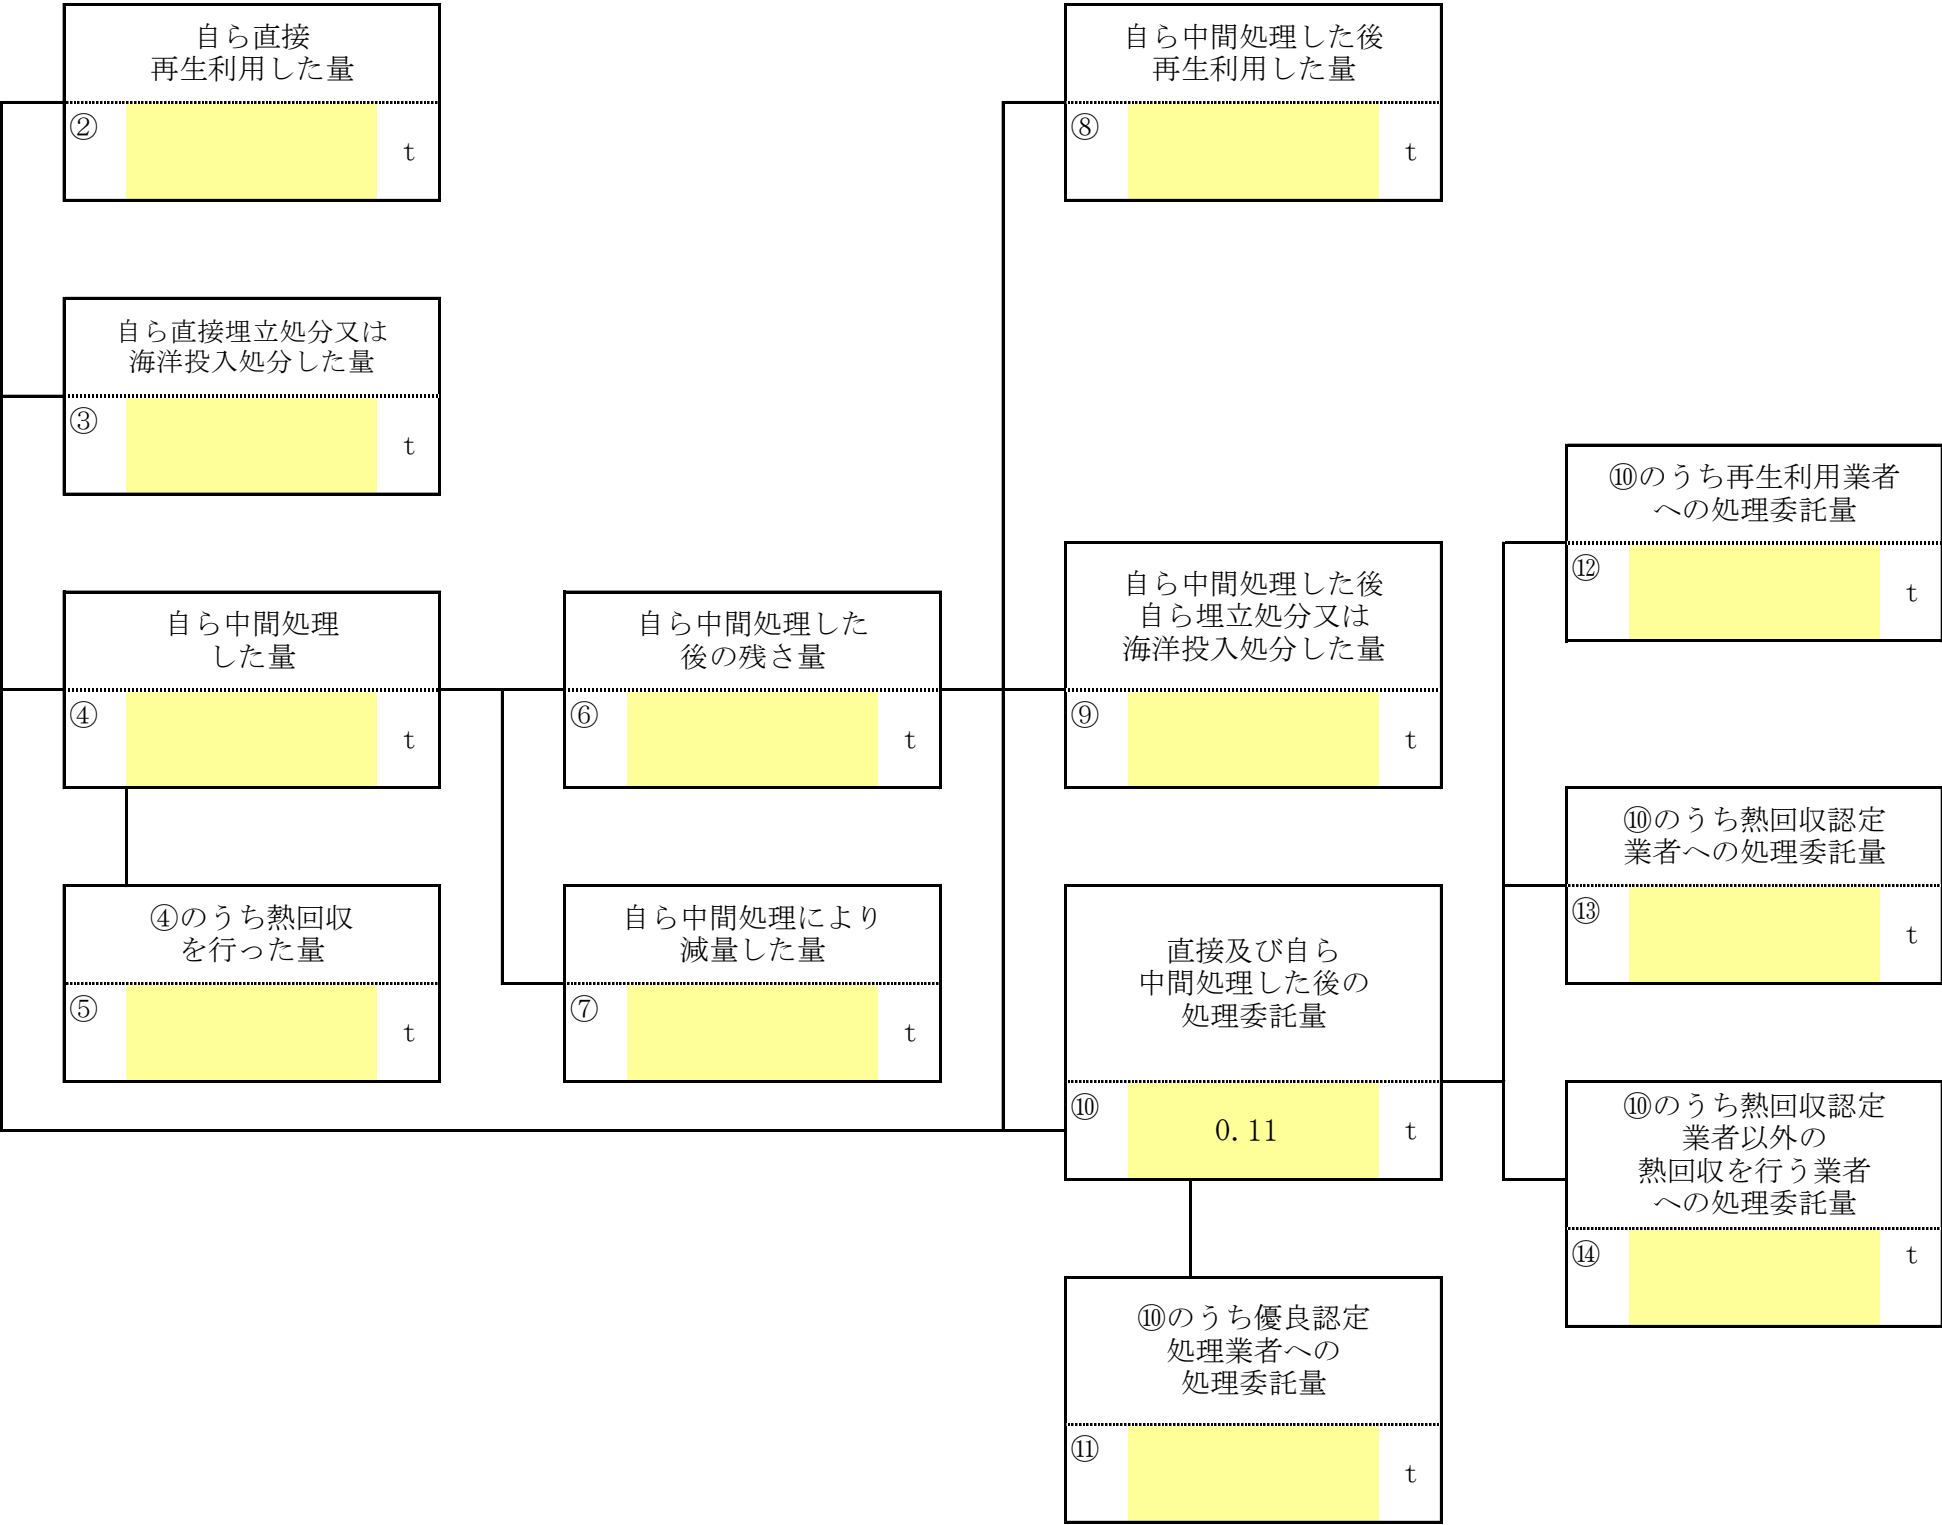 自ら直接
再生利用した量
②
t
自ら中間処理した後
再生利用した量
⑧
t
自ら直接埋立処分又は
海洋投入処分した量
③
t
⑩のうち再生利用業者
への処理委託量
⑫
t
自ら中間処理
した量
④
t
自ら中間処理した
後の残さ量
⑥
t
自ら中間処理した後
自ら埋立処分又は
海洋投入処分した量
⑨
t
⑩のうち熱回収認定
業者への処理委託量
⑬
t
④のうち熱回収
を行った量
⑤
t
自ら中間処理により
減量した量
⑦
t
直接及び自ら
中間処理した後の
処理委託量
⑩
0.11
t
⑩のうち熱回収認定
業者以外の
熱回収を行う業者
への処理委託量
⑭
t
⑩のうち優良認定
処理業者への
処理委託量
⑪
t